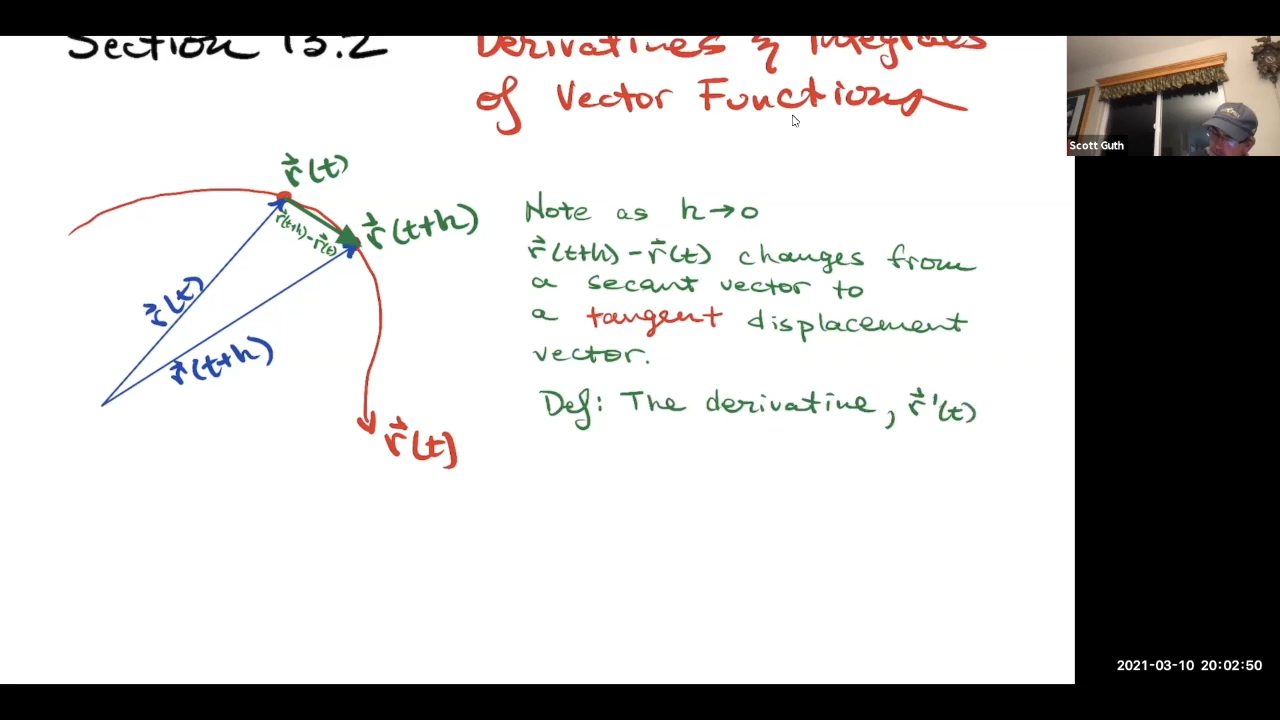 Section 13.2
Derivatives & Integrals
of Vector Functions
Scott Guth
r⃗(t)
r⃗(t+h)
r⃗(t+h)-r⃗(t)
r⃗(t)
r⃗(t+h)
r⃗(t)
Note as h→0
r⃗(t+h) - r⃗(t) changes from
a secant vector to
a tangent displacement
vector.
Def: The derivative, r⃗'(t)
2021-03-10 20:02:50